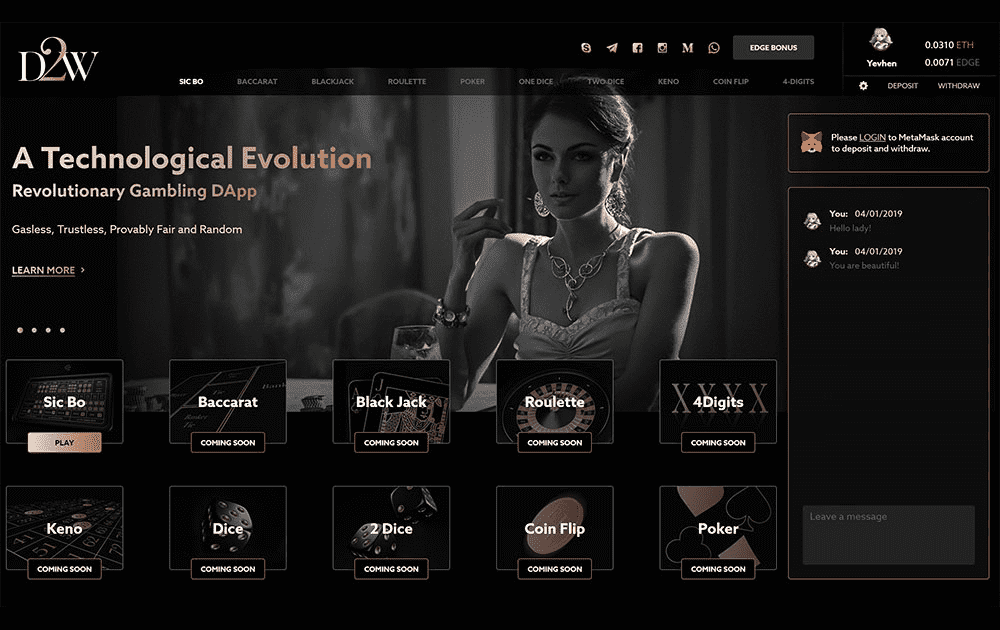 D2W
EDGE BONUS
Yevhen
0.0310 ETH
0.0071 EDGE
SIC BO
BACCARAT
BLACKJACK
ROULETTE
POKER
ONE DICE
TWO DICE
KENO
COIN FLIP
4-DIGITS
DEPOSIT
WITHDRAW
A Technological Evolution
Revolutionary Gambling DApp
Gasless, Trustless, Provably Fair and Random
LEARN MORE >
Please LOGIN to MetaMask account
to deposit and withdraw.
You: 04/01/2019
Hello lady!
You: 04/01/2019
You are beautiful!
Leave a message
Sic Bo
PLAY
Baccarat
COMING SOON
Black Jack
COMING SOON
Roulette
COMING SOON
XXXX
4Digits
COMING SOON
Keno
COMING SOON
Dice
COMING SOON
2 Dice
COMING SOON
Coin Flip
COMING SOON
Poker
COMING SOON